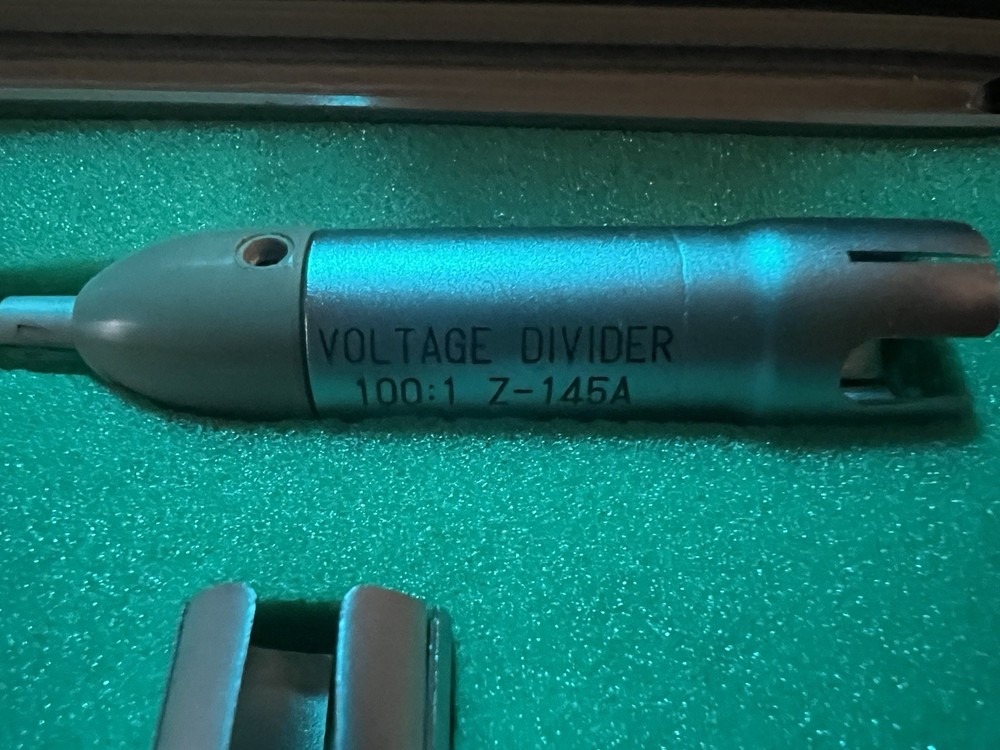 VOLTAGE DIVIDER
100:1 Z-145A